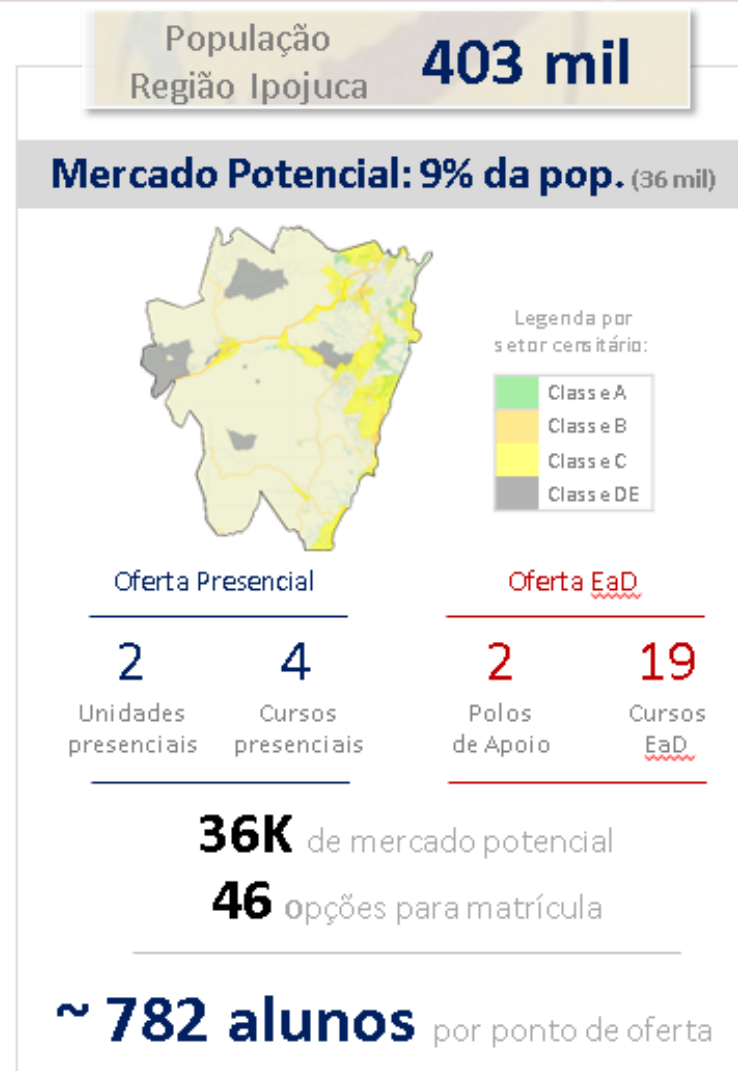 População
Região Ipojuca
403 mil
Mercado Potencial: 9% da pop. (36 mil)
Legenda por
setor censitário:
Classe A
Classe B
Classe C
Classe DE
Oferta Presencial
Oferta EaD
2
4
2
19
Unidades
presenciais
Cursos
presenciais
Polos
de Apoio
Cursos
EaD
36K de mercado potencial
46 opções para matrícula
~ 782 alunos por ponto de oferta